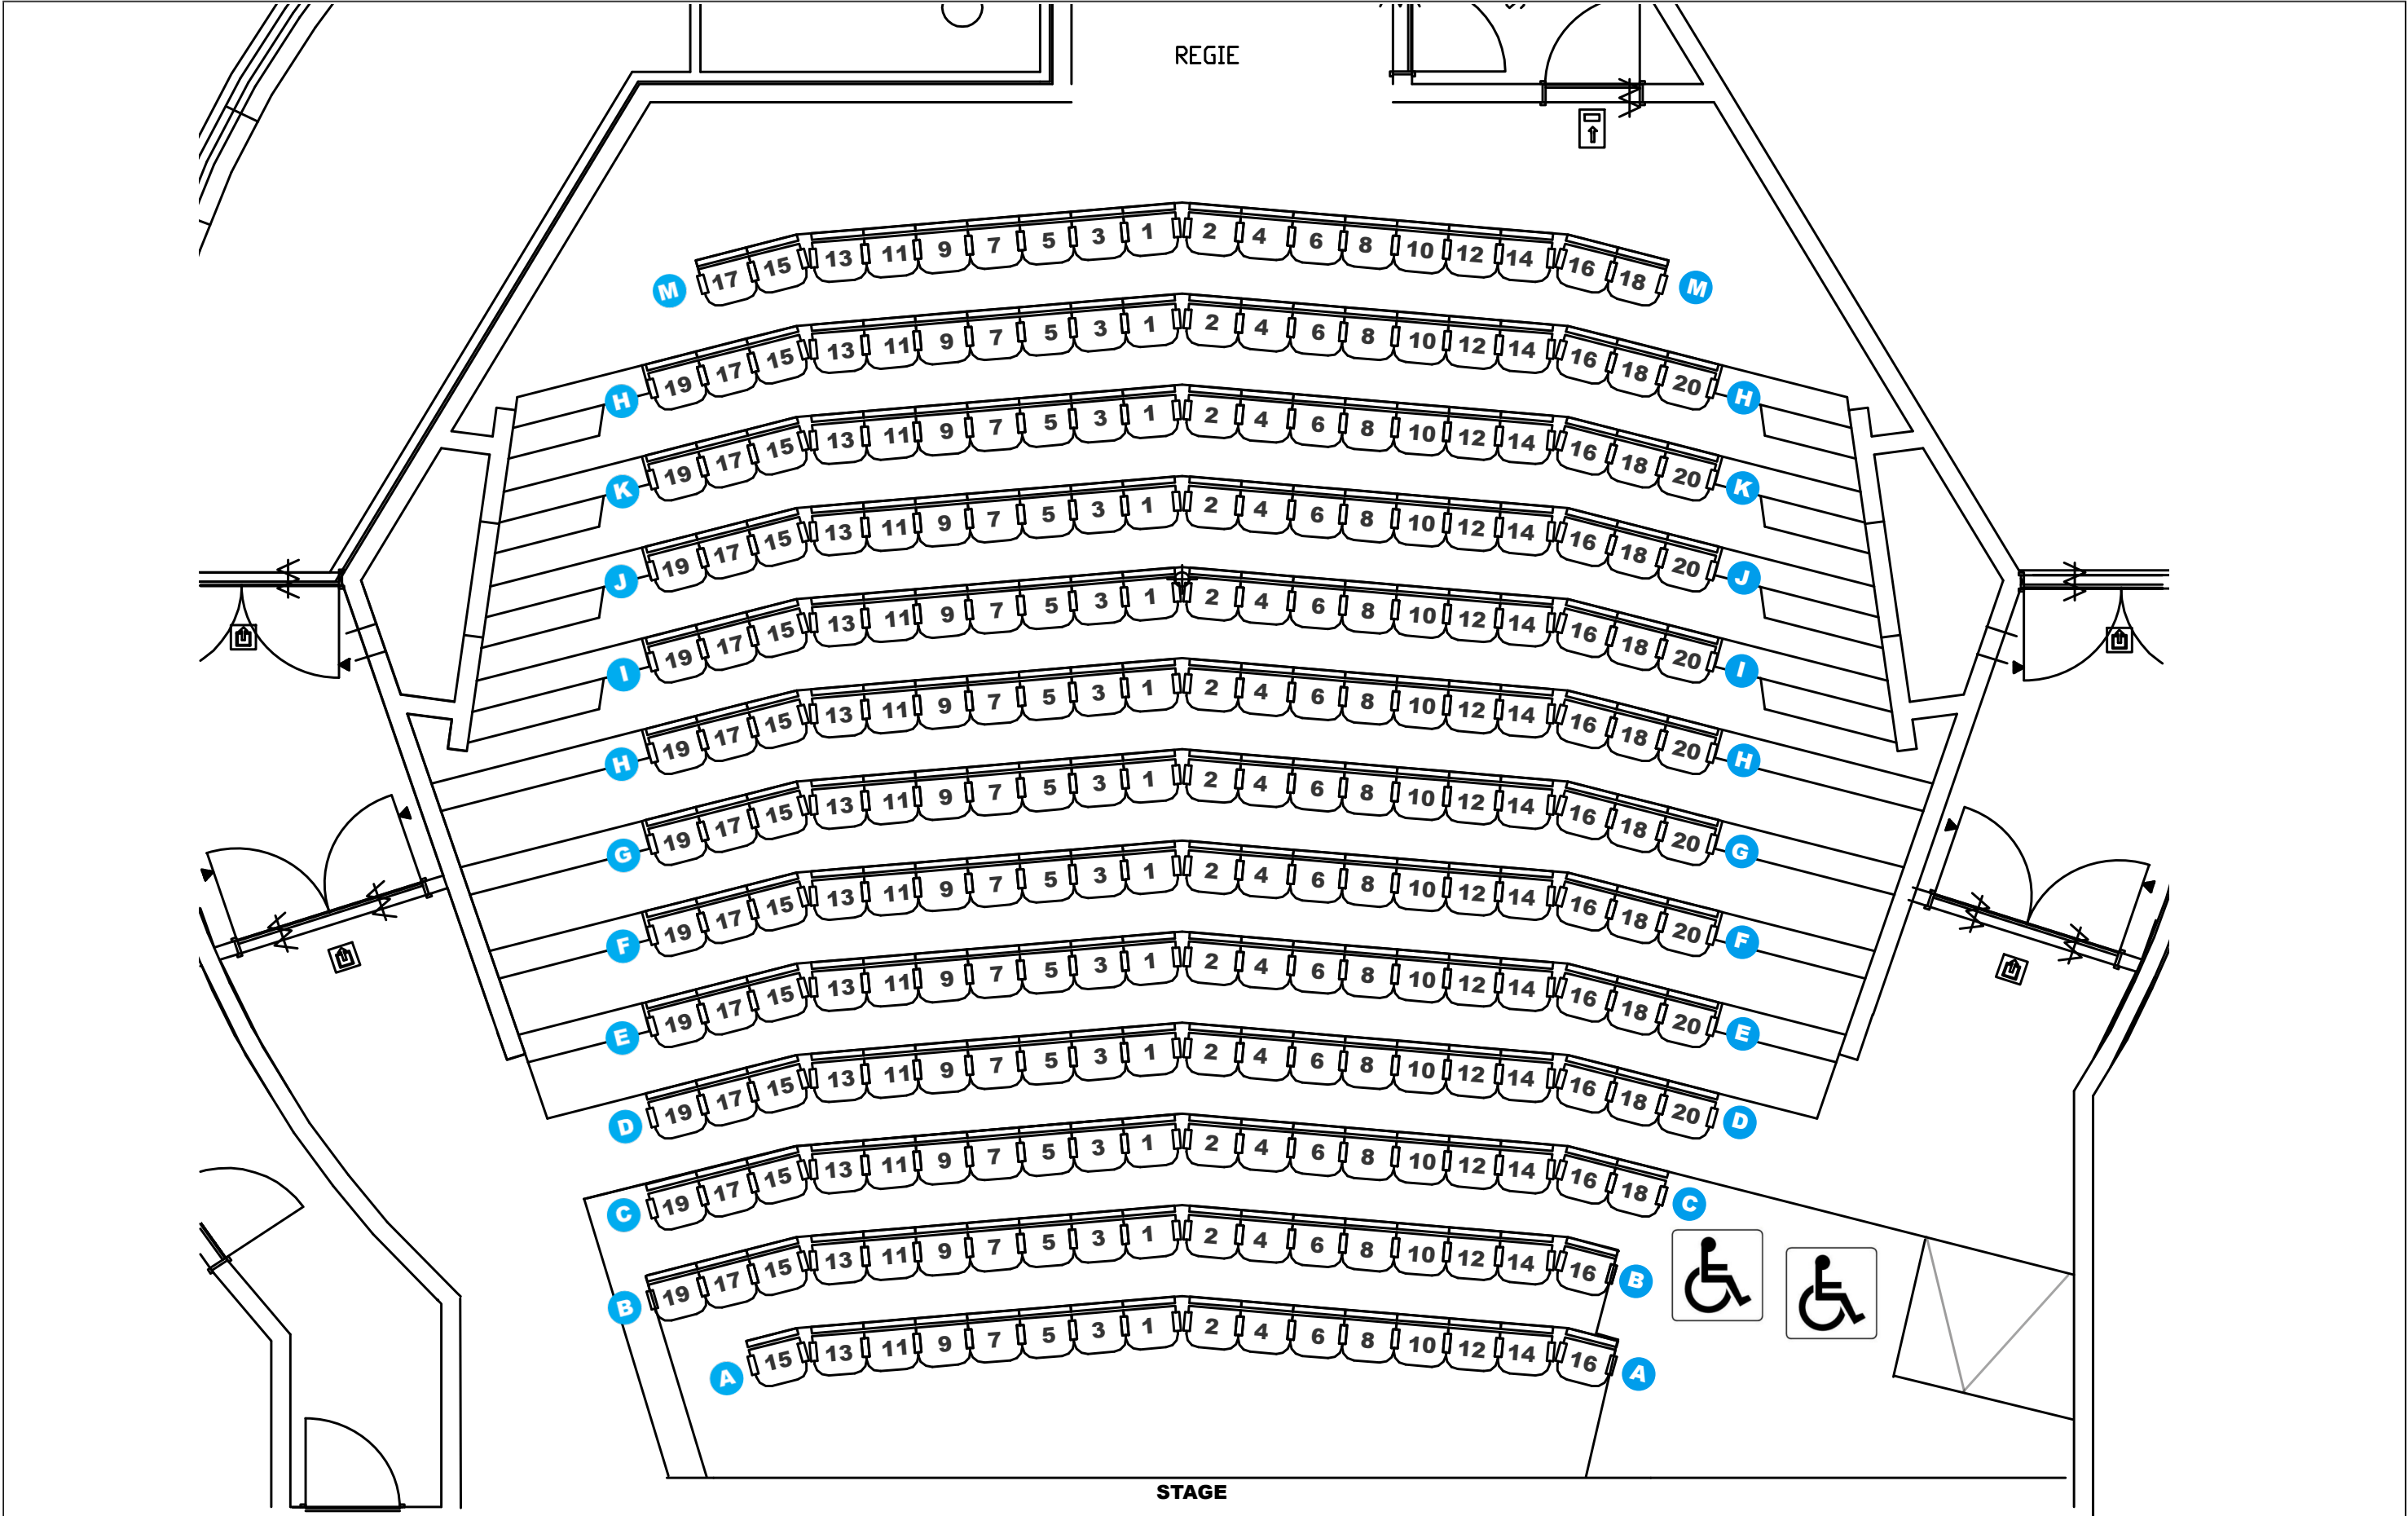 REGIE
M 17 15 13 11 9 7 5 3 1 2 4 6 8 10 12 14 16 18 M
H 19 17 15 13 11 9 7 5 3 1 2 4 6 8 10 12 14 16 18 20 H
K 19 17 15 13 11 9 7 5 3 1 2 4 6 8 10 12 14 16 18 20 K
J 19 17 15 13 11 9 7 5 3 1 2 4 6 8 10 12 14 16 18 20 J
I 19 17 15 13 11 9 7 5 3 1 2 4 6 8 10 12 14 16 18 20 I
H 19 17 15 13 11 9 7 5 3 1 2 4 6 8 10 12 14 16 18 20 H
G 19 17 15 13 11 9 7 5 3 1 2 4 6 8 10 12 14 16 18 20 G
F 19 17 15 13 11 9 7 5 3 1 2 4 6 8 10 12 14 16 18 20 F
E 19 17 15 13 11 9 7 5 3 1 2 4 6 8 10 12 14 16 18 20 E
D 19 17 15 13 11 9 7 5 3 1 2 4 6 8 10 12 14 16 18 20 D
C 19 17 15 13 11 9 7 5 3 1 2 4 6 8 10 12 14 16 18 C
B 19 17 15 13 11 9 7 5 3 1 2 4 6 8 10 12 14 16 B
A 15 13 11 9 7 5 3 1 2 4 6 8 10 12 14 16 A
STAGE